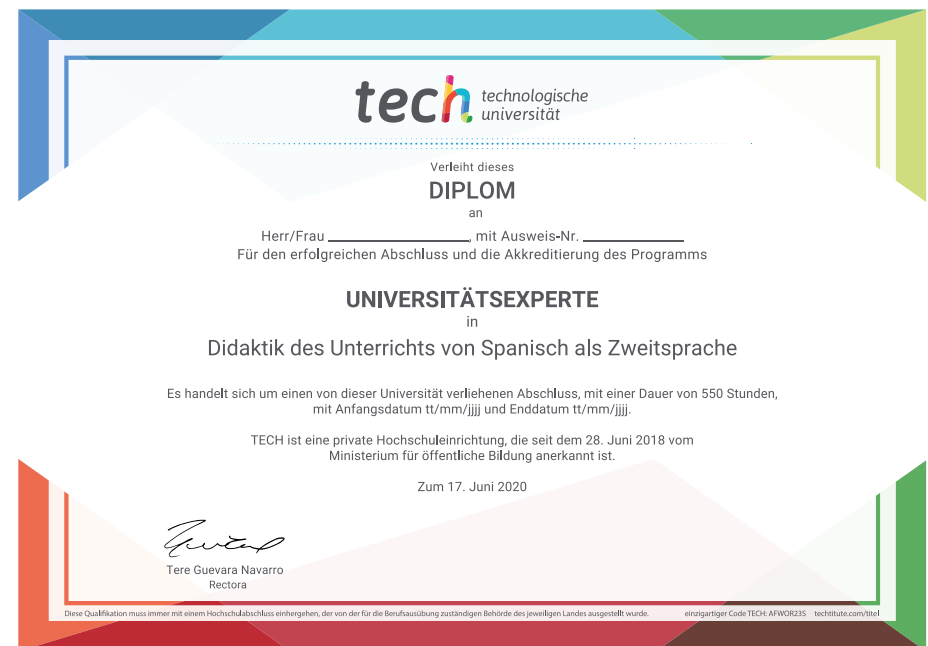 tech technologische
universität
Verleiht dieses
DIPLOM
an
Herr/Frau ____________________, mit Ausweis-Nr. ______________
Für den erfolgreichen Abschluss und die Akkreditierung des Programms
UNIVERSITÄTSEXPERTE
in
Didaktik des Unterrichts von Spanisch als Zweitsprache
Es handelt sich um einen von dieser Universität verliehenen Abschluss, mit einer Dauer von 550 Stunden,
mit Anfangsdatum tt/mm/jjjj und Enddatum tt/mm/jjjj.
TECH ist eine private Hochschuleinrichtung, die seit dem 28. Juni 2018 vom
Ministerium für öffentliche Bildung anerkannt ist.
Zum 17. Juni 2020
Tere Guevara Navarro
Rectora
Diese Qualifikation muss immer mit einem Hochschulabschluss einhergehen, der von der für die Berufsausübung zuständigen Behörde des jeweiligen Landes ausgestellt wurde. einzigartiger Code TECH: AFWOR23S techtitute.com/titel